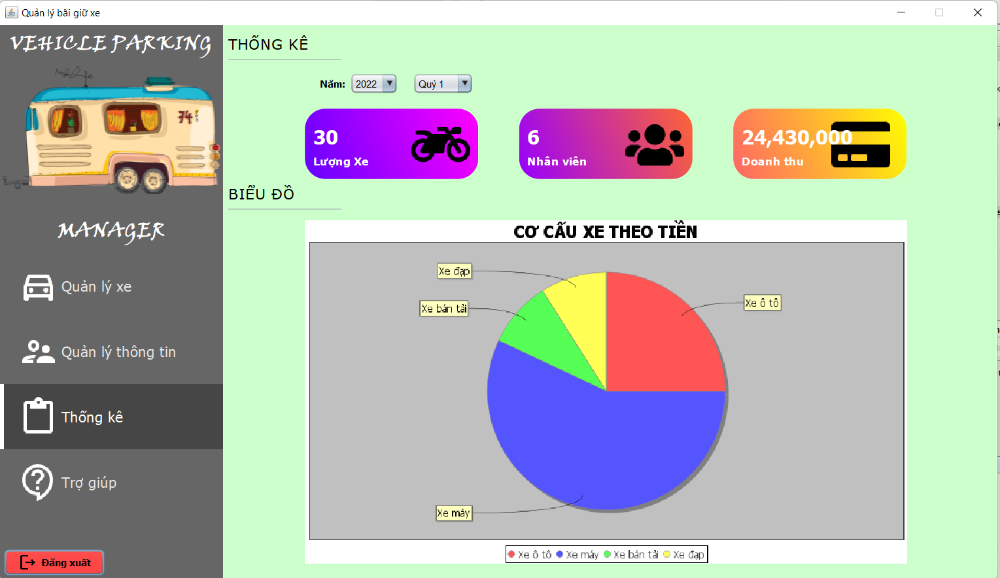 Quản lý bãi giữ xe
VEHICLE PARKING
74
MANAGER
Quản lý xe
Quản lý thông tin
Thống kê
Trợ giúp
Đăng xuất
THỐNG KÊ
Năm: 2022 Quý 1
30
Lượng Xe
6
Nhân viên
24,430,000
Doanh thu
BIỂU ĐỒ
CƠ CẤU XE THEO TIỀN
Xe đạp
Xe bán tải
Xe ô tô
Xe máy
Xe ô tô Xe máy Xe bán tải Xe đạp